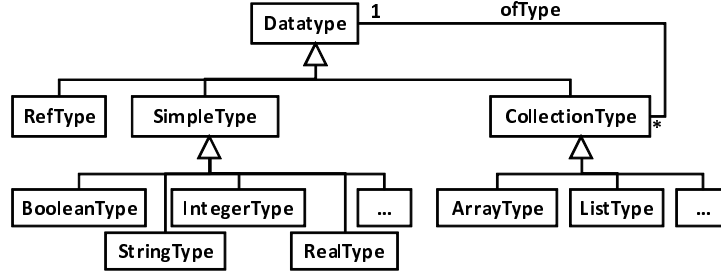 Datatype
1
ofType
RefType
SimpleType
CollectionType
*
BooleanType
IntegerType
...
ArrayType
ListType
...
StringType
RealType